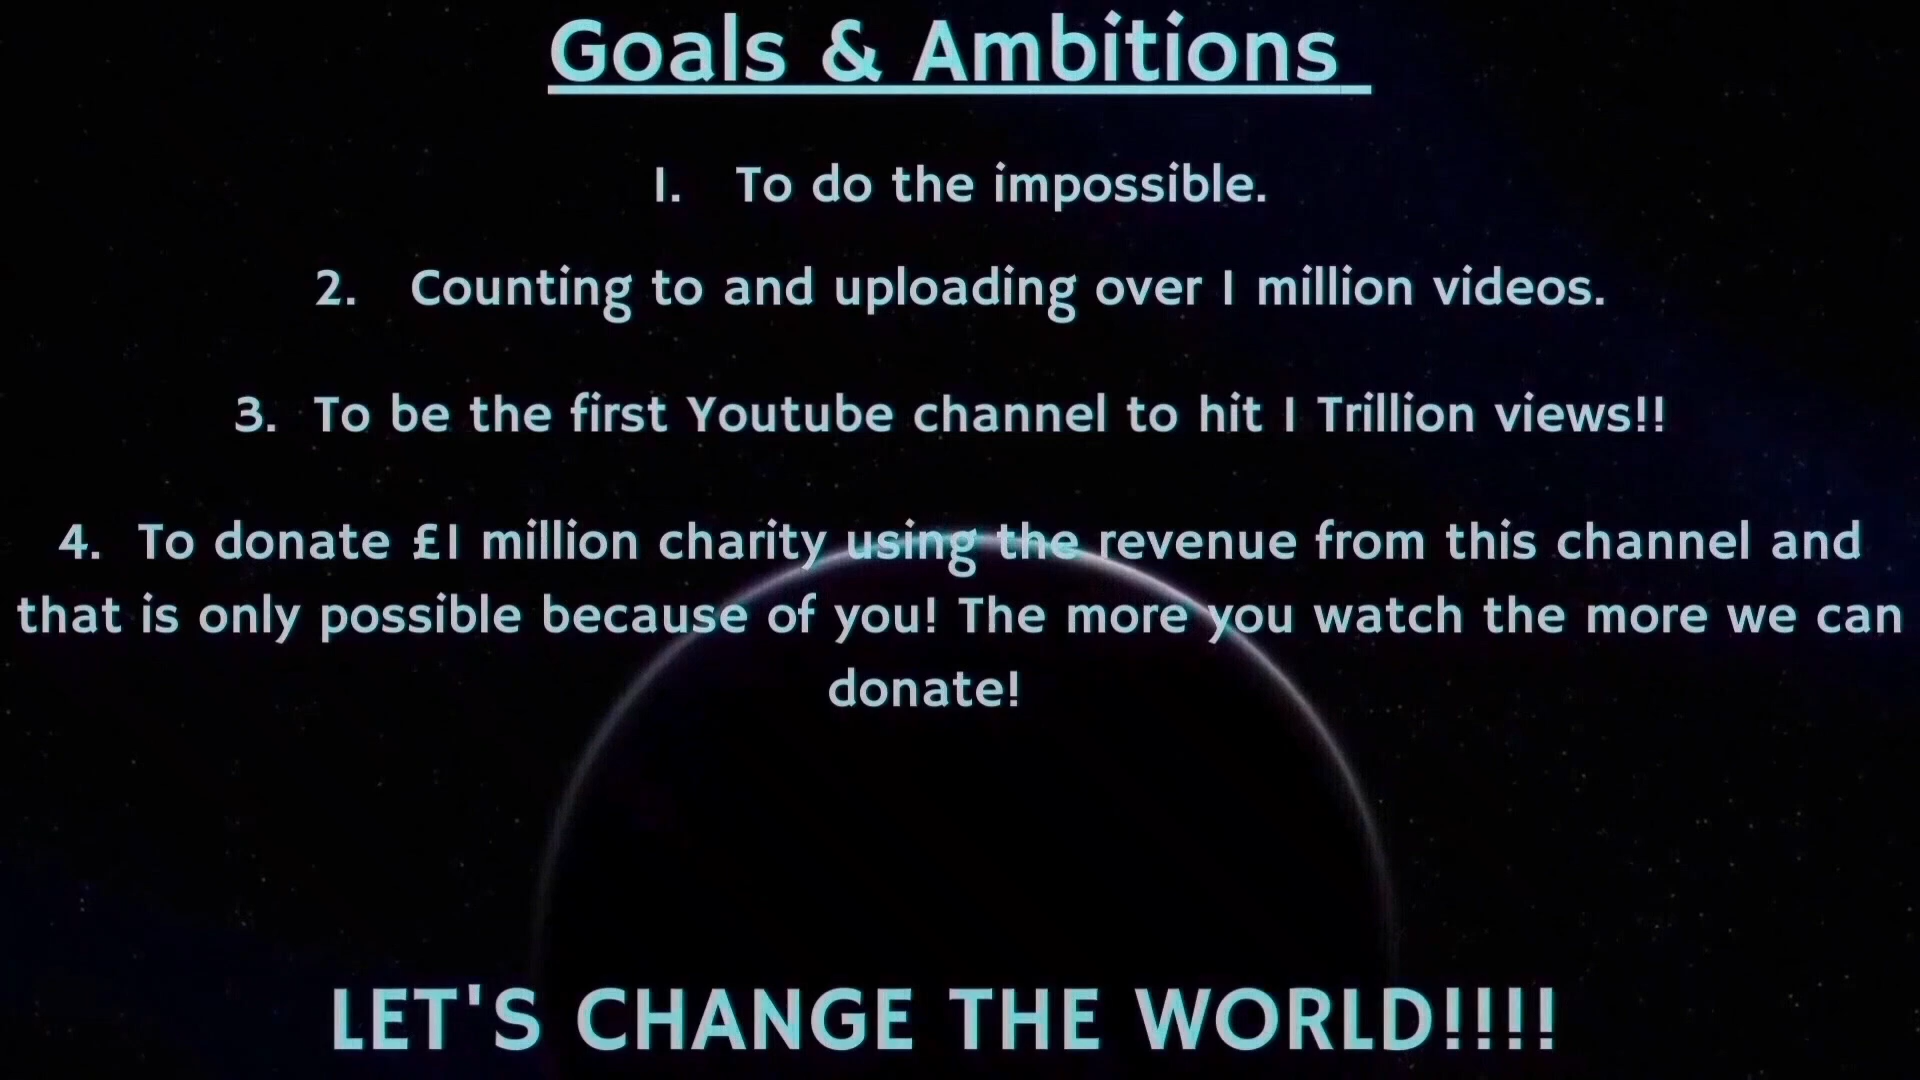 Goals & Ambitions
1. To do the impossible.
2. Counting to and uploading over 1 million videos.
3. To be the first Youtube channel to hit 1 Trillion views!!
4. To donate £1 million charity using the revenue from this channel and
that is only possible because of you! The more you watch the more we can
donate!
LET'S CHANGE THE WORLD!!!!